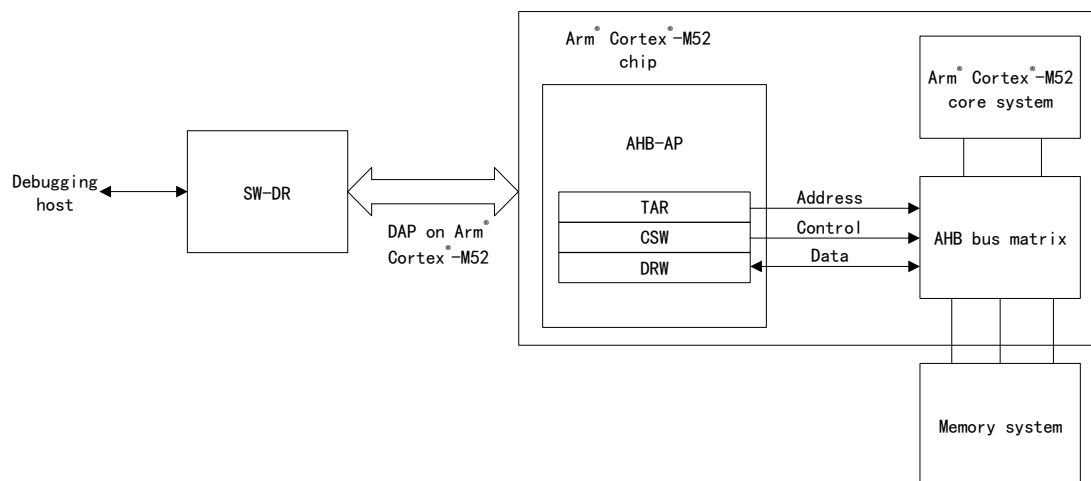 Arm® Cortex®-M52
chip
Arm® Cortex®-M52
core system
AHB-AP
Debugging
host
SW-DR
DAP on Arm®
Cortex®-M52
TAR
CSW
DRW
Address
Control
Data
AHB bus matrix
Memory system